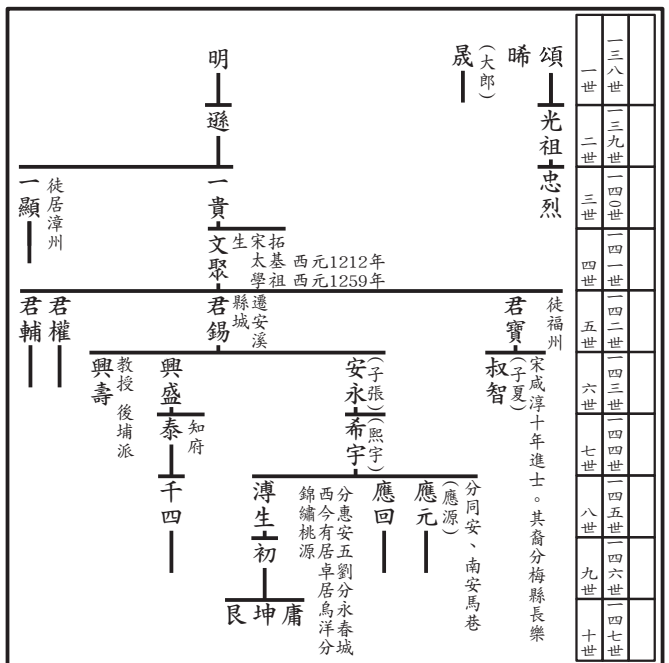 一三八世
一世
一三九世
二世
一四0世
三世
一四一世
四世
一四二世
五世
一四三世
六世
一四四世
七世
一四五世
八世
一四六世
九世
一四七世
十世
頌
晞
晟
(大郎)
明
光祖
遜
忠烈
一貴
一顯
徒居漳州
文聚
拓基祖
宋太學
生
西元1212年
西元1259年
君寶
徒福州
君錫
遷安溪
縣城
君權
君輔
叔智
(子夏)
宋咸淳十年進士。其裔分梅縣長樂
安永
(子張)
興盛
興壽
教授 後埔派
希宇
(熙宇)
泰
知府
應元
(應源)
分同安、南安馬巷
應回
溥生
分惠安五劉分永春城
西今有居卓居烏洋分
錦繡桃源
千四
初
庸
坤
艮